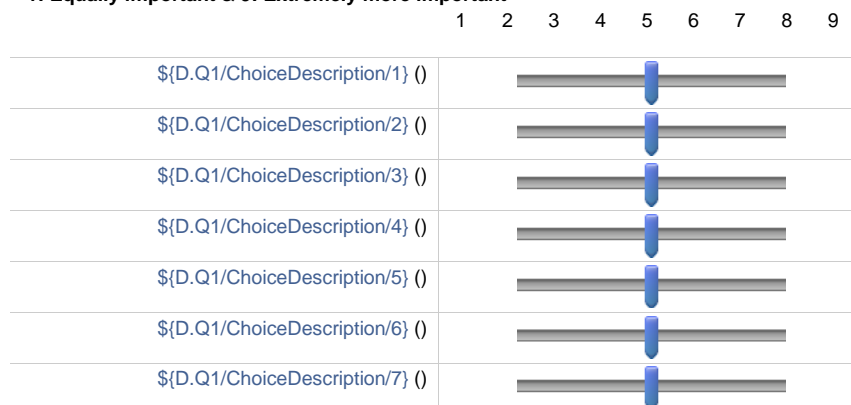 1 2 3 4 5 6 7 8 9
${D.Q1/ChoiceDescription/1} ()
${D.Q1/ChoiceDescription/2} ()
${D.Q1/ChoiceDescription/3} ()
${D.Q1/ChoiceDescription/4} ()
${D.Q1/ChoiceDescription/5} ()
${D.Q1/ChoiceDescription/6} ()
${D.Q1/ChoiceDescription/7} ()